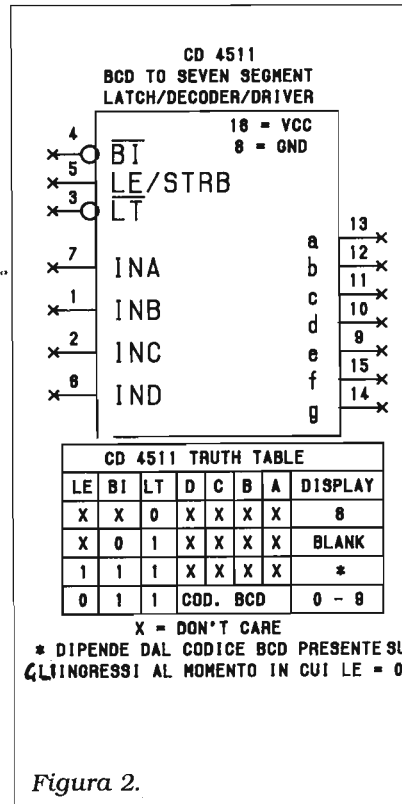 CD 4511
BCD TO SEVEN SEGMENT
LATCH/DECODER/DRIVER
16 = VCC
8 = GND
4 BI
5 LE/STRB
3 LT
7 INA
1 INB
2 INC
6 IND
a 13
b 12
c 11
d 10
e 9
f 15
g 14
CD 4511 TRUTH TABLE
LE BI LT D C B A DISPLAY
X X 0 X X X X 8
X 0 1 X X X X BLANK
1 1 1 X X X X *
0 1 1 COD. BCD 0 - 9
X = DON'T CARE
* DIPENDE DAL CODICE BCD PRESENTE SU
GLI INGRESSI AL MOMENTO IN CUI LE = 0
Figura 2.